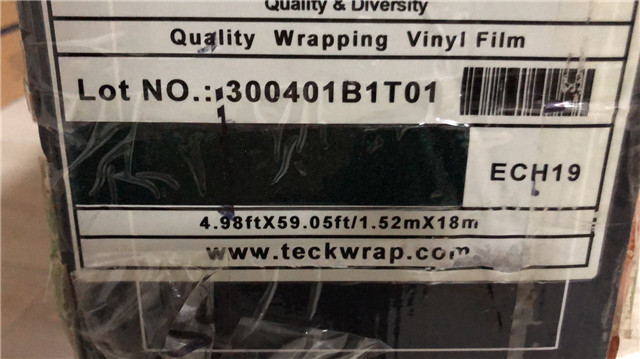 Quality & Diversity
Quality Wrapping Vinyl Film
Lot NO.: 300401B1T01
ECH19
4.98ftX59.05ft/1.52mX18m
www.teckwrap.com